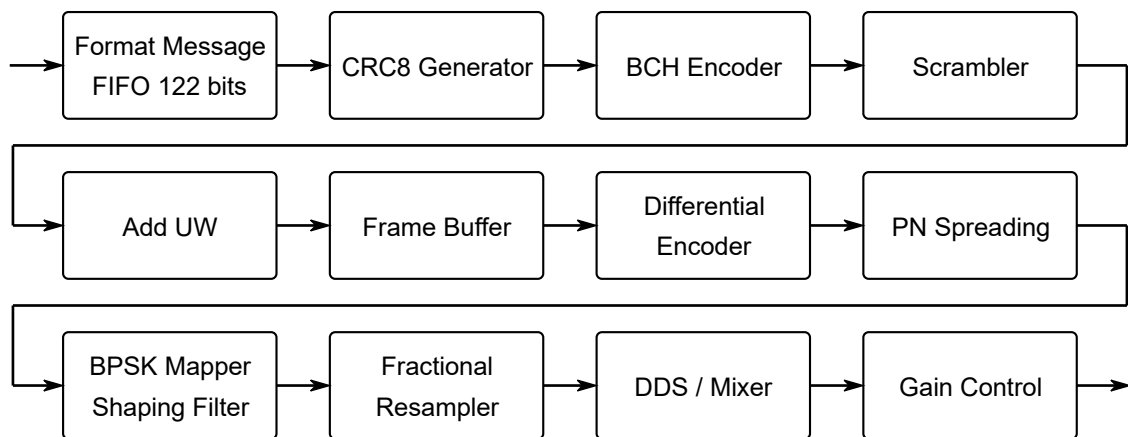 Format Message
FIFO 122 bits
CRC8 Generator
BCH Encoder
Scrambler
Add UW
Frame Buffer
Differential
Encoder
PN Spreading
BPSK Mapper
Shaping Filter
Fractional
Resampler
DDS / Mixer
Gain Control